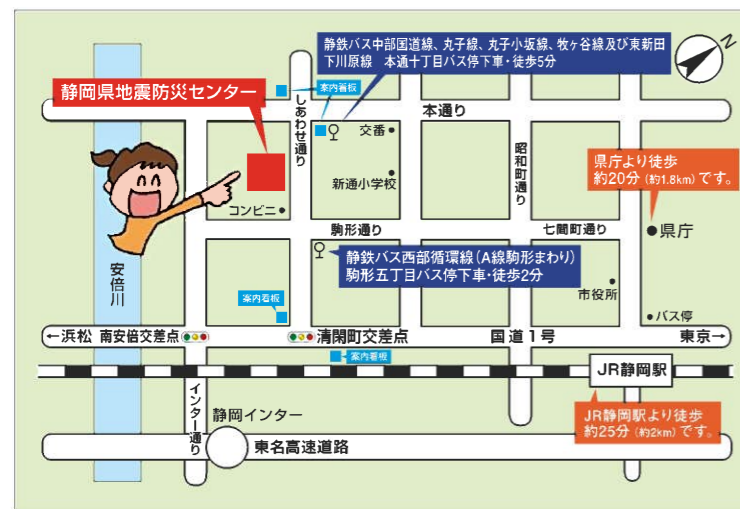 静鉄バス中部国道線、丸子線、丸子小坂線、牧ヶ谷線及び東新田
下川原線 本通十丁目バス停下車・徒歩5分
N
静岡県地震防災センター
案内看板
しあわせ通り
案内看板
本通り
交番
昭和町通り
新通小学校
県庁より徒歩
約20分(約1.8km)です。
コンビニ
駒形通り
七間町通り
県庁
静鉄バス西部循環線(A線駒形まわり)
駒形五丁目バス停下車・徒歩2分
安倍川
案内看板
市役所
バス停
←浜松 南安倍交差点
清閑町交差点
国道1号
東京→
案内看板
JR静岡駅
インター通り
静岡インター
東名高速道路
JR静岡駅より徒歩
約25分(約2km)です。